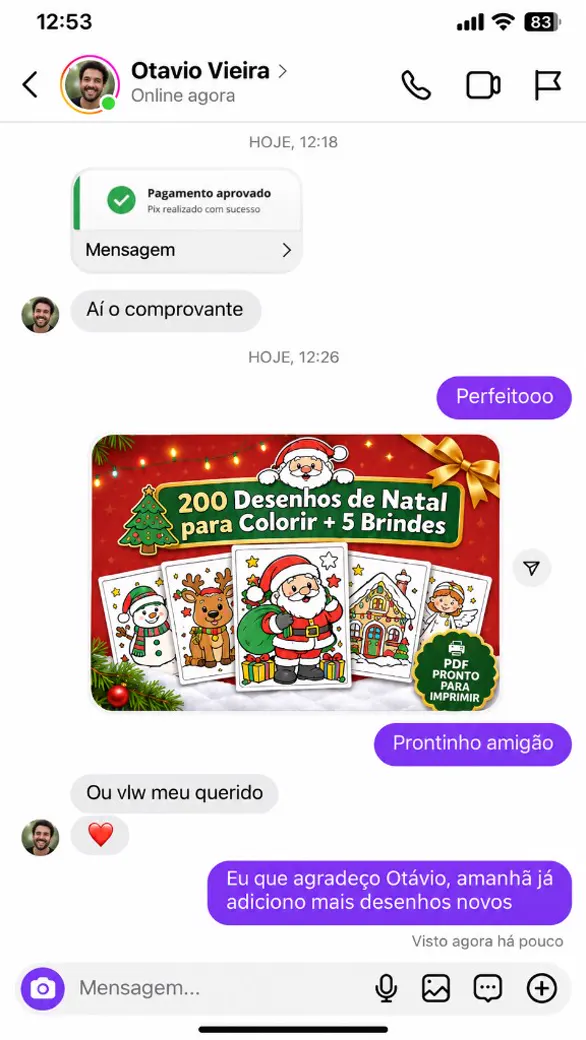 12:53
83
Otavio Vieira
Online agora
HOJE, 12:18
Pagamento aprovado
Pix realizado com sucesso
Mensagem
Aí o comprovante
HOJE, 12:26
Perfeitooo
200 Desenhos de Natal
para Colorir + 5 Brindes
PDF
PRONTO
PARA
IMPRIMIR
Prontinho amigão
Ou vlw meu querido
Eu que agradeço Otávio, amanhã já
adiciono mais desenhos novos
Visto agora há pouco
Mensagem...